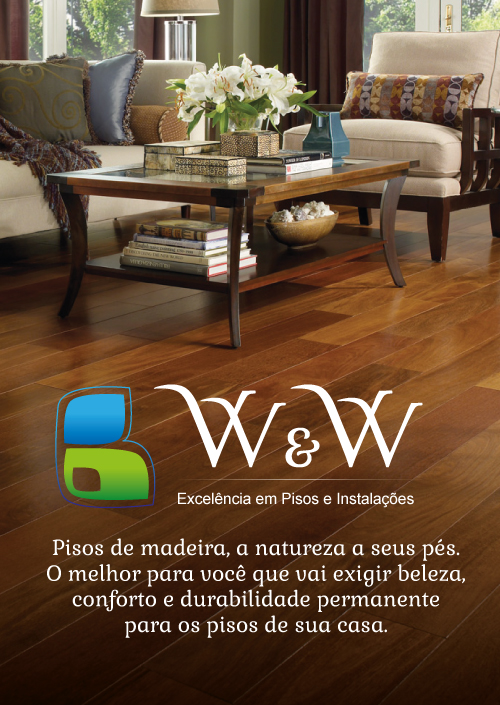 W & W
Excelência em Pisos e Instalações
Pisos de madeira, a natureza a seus pés.
O melhor para você que vai exigir beleza,
conforto e durabilidade permanente
para os pisos de sua casa.